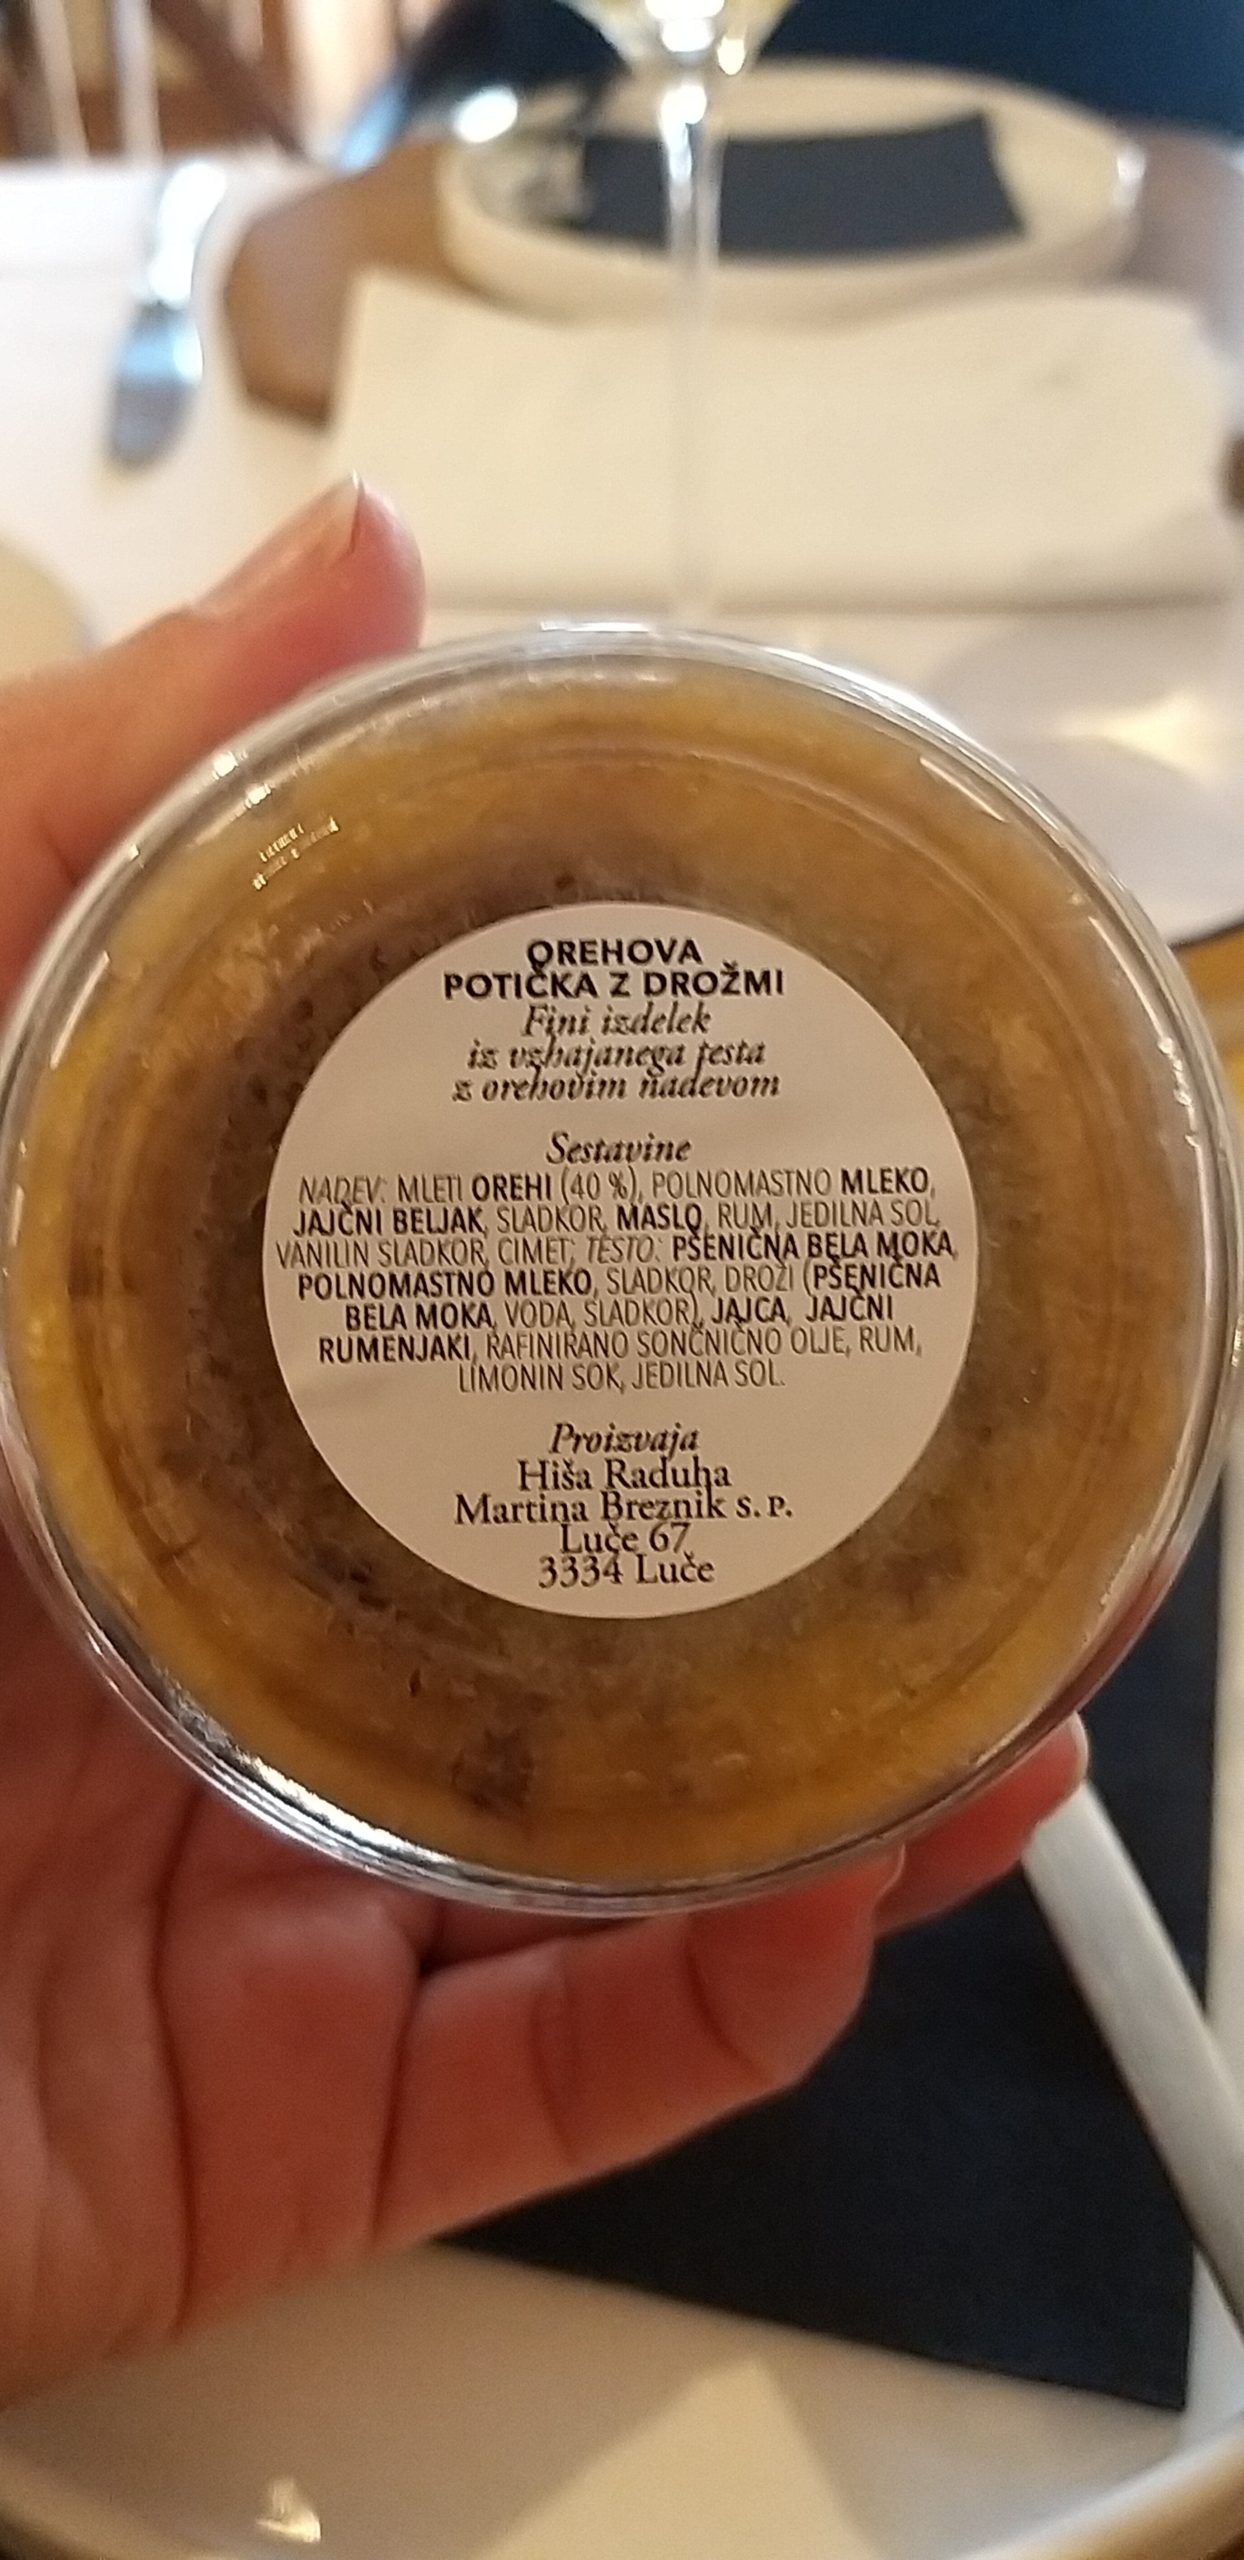 OREHOVA
POTIČKA Z DROŽMI
Fini izdelek
iz vzhajanega testa
z orehovim nadevom
Sestavine
NADEV: MLETI OREHI (40 %), POLNOMASTNO MLEKO,
JAJČNI BELJAK, SLADKOR, MASLO, RUM, JEDILNA SOL,
VANILIN SLADKOR, CIMET; TESTO: PŠENIČNA BELA MOKA,
POLNOMASTNO MLEKO, SLADKOR, DROŽI (PŠENIČNA
BELA MOKA, VODA, SLADKOR), JAJCA, JAJČNI
RUMENJAKI, RAFINIRANO SONČNIČNO OLJE, RUM,
LIMONIN SOK, JEDILNA SOL.
Proizvaja
Hiša Raduha
Martina Breznik s. p.
Luče 67
3334 Luče